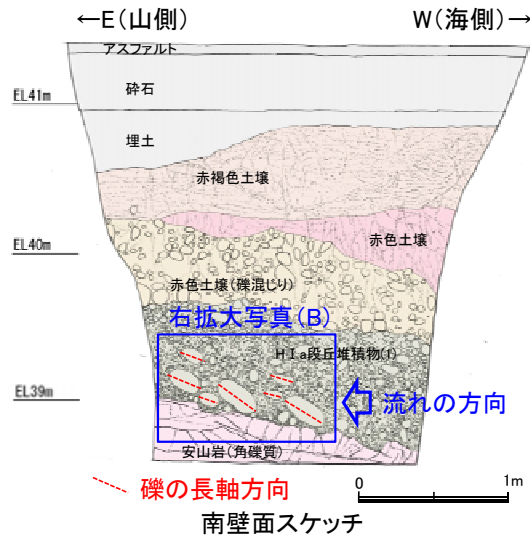 ←E(山側)
W(海側)→
アスファルト
砕石
EL41m
埋土
赤褐色土壌
赤色土壌
EL40m
赤色土壌(礫混じり)
右拡大写真(B)
HⅠa段丘堆積物(Ⅰ)
EL39m
流れの方向
安山岩(角礫質)
礫の長軸方向
0
1m
南壁面スケッチ